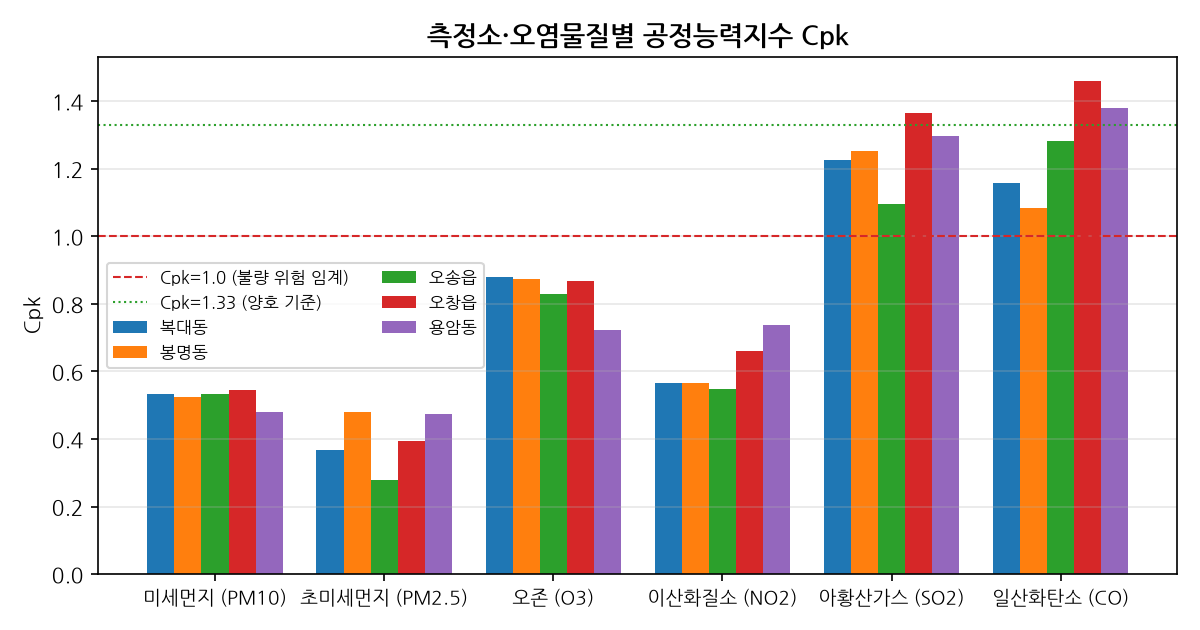 측정소·오염물질별 공정능력지수 Cpk
Cpk
1.4
1.2
1.0
0.8
0.6
0.4
0.2
0.0
Cpk=1.0 (불량 위험 임계)
Cpk=1.33 (양호 기준)
복대동
봉명동
오송읍
오창읍
용암동
미세먼지 (PM10)
초미세먼지 (PM2.5)
오존 (O3)
이산화질소 (NO2)
아황산가스 (SO2)
일산화탄소 (CO)